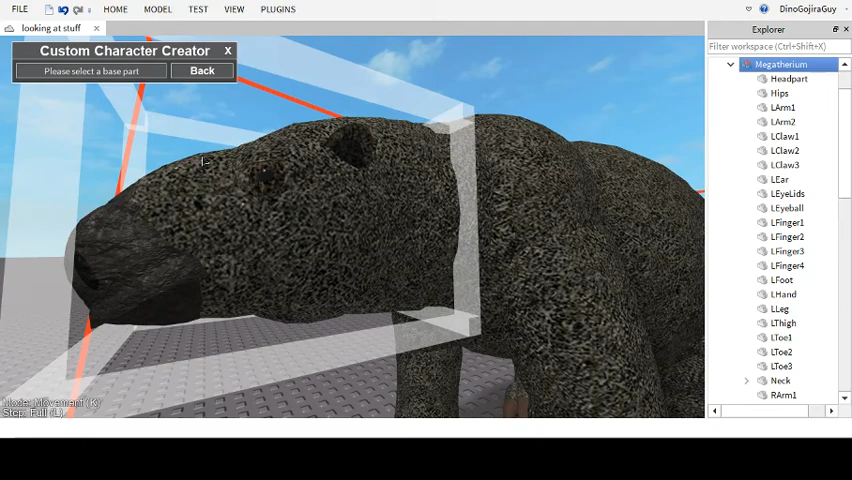 FILE HOME MODEL TEST VIEW PLUGINS DinoGojiraGuy
looking at stuff × Explorer
Custom Character Creator X
Please select a base part Back
Filter workspace (Ctrl+Shift+X)
Megatherium
Headpart
Hips
LArm1
LArm2
LClaw1
LClaw2
LClaw3
LEar
LEyeLids
LEyeball
LFinger1
LFinger2
LFinger3
LFinger4
LFoot
LHand
LLeg
LThigh
LToe1
LToe2
LToe3
Neck
RArm1
Mode: Movement (K)
Step: Full (L)